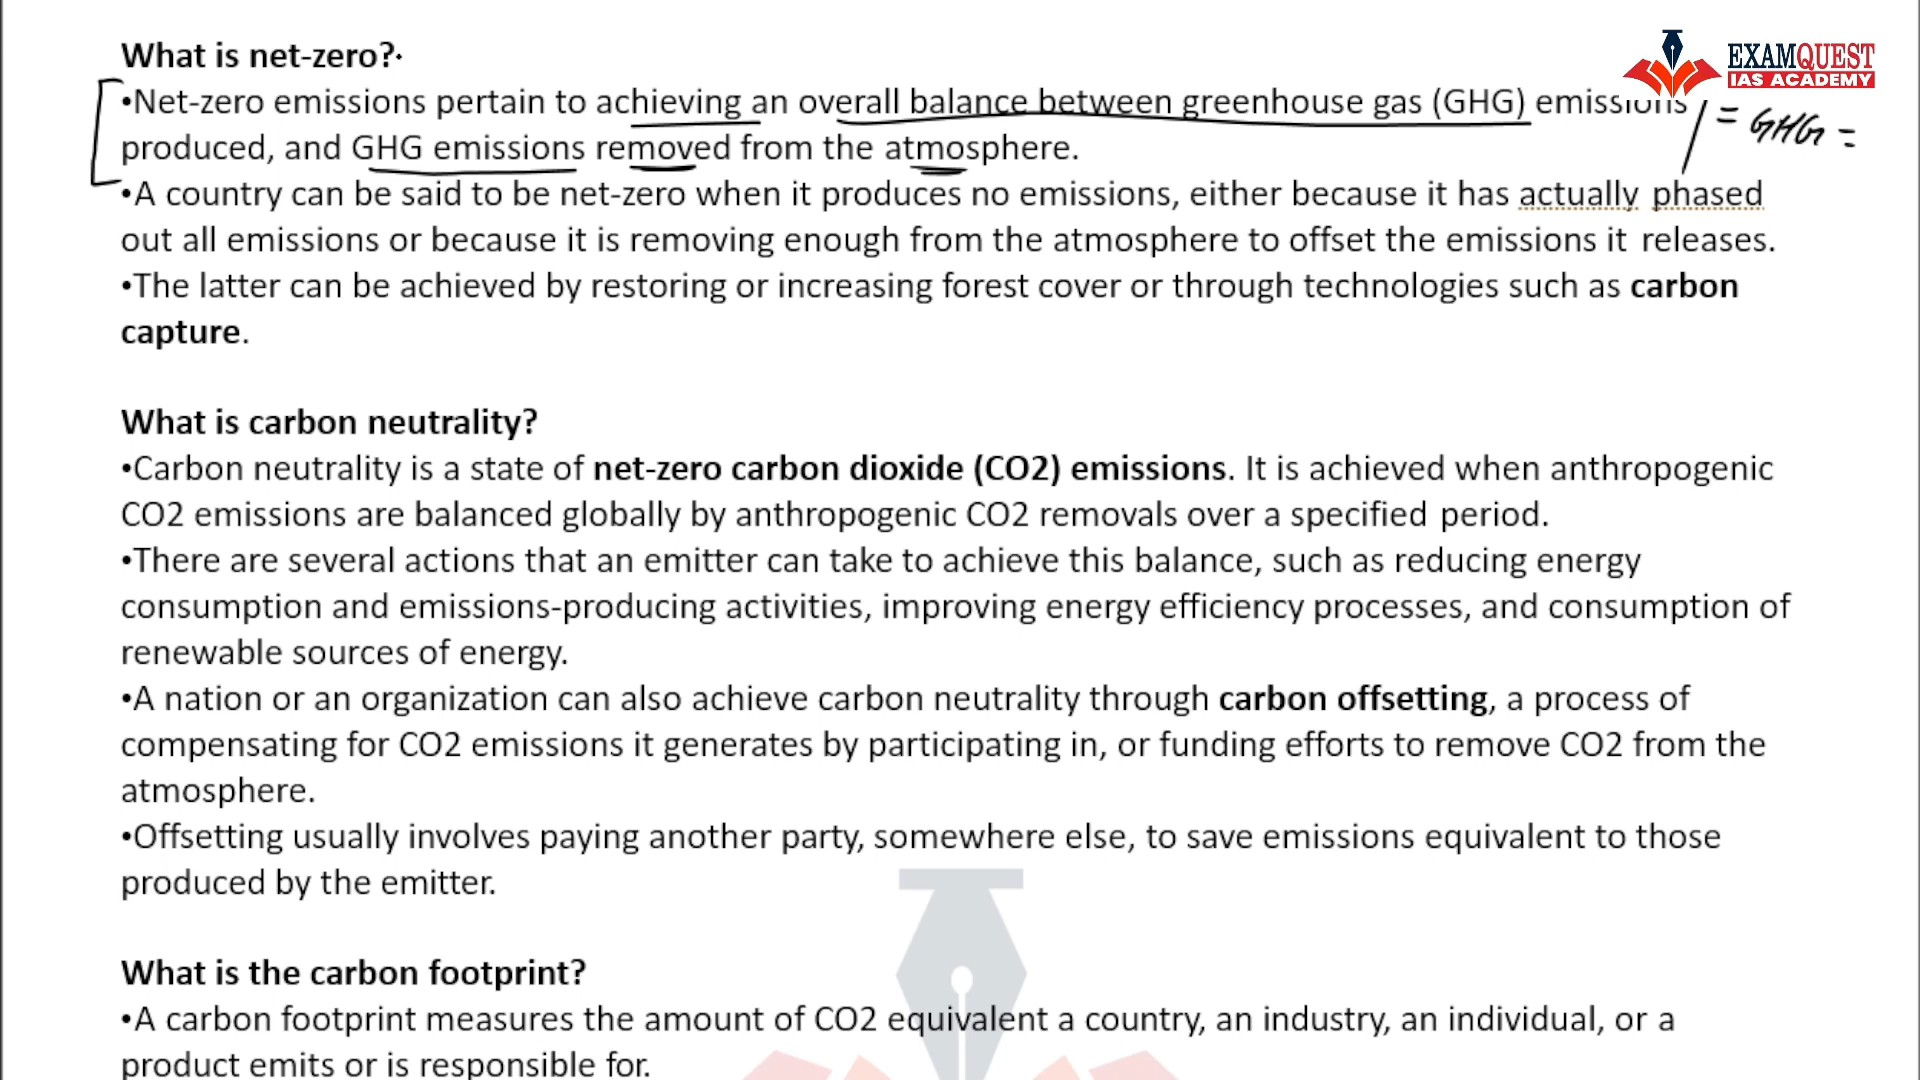 What is net-zero?
EXAMQUEST
IAS ACADEMY
•Net-zero emissions pertain to achieving an overall balance between greenhouse gas (GHG) emissions
= GHG =
produced, and GHG emissions removed from the atmosphere.
•A country can be said to be net-zero when it produces no emissions, either because it has actually phased
out all emissions or because it is removing enough from the atmosphere to offset the emissions it releases.
•The latter can be achieved by restoring or increasing forest cover or through technologies such as carbon
capture.
What is carbon neutrality?
•Carbon neutrality is a state of net-zero carbon dioxide (CO2) emissions. It is achieved when anthropogenic
CO2 emissions are balanced globally by anthropogenic CO2 removals over a specified period.
•There are several actions that an emitter can take to achieve this balance, such as reducing energy
consumption and emissions-producing activities, improving energy efficiency processes, and consumption of
renewable sources of energy.
•A nation or an organization can also achieve carbon neutrality through carbon offsetting, a process of
compensating for CO2 emissions it generates by participating in, or funding efforts to remove CO2 from the
atmosphere.
•Offsetting usually involves paying another party, somewhere else, to save emissions equivalent to those
produced by the emitter.
What is the carbon footprint?
•A carbon footprint measures the amount of CO2 equivalent a country, an industry, an individual, or a
product emits or is responsible for.